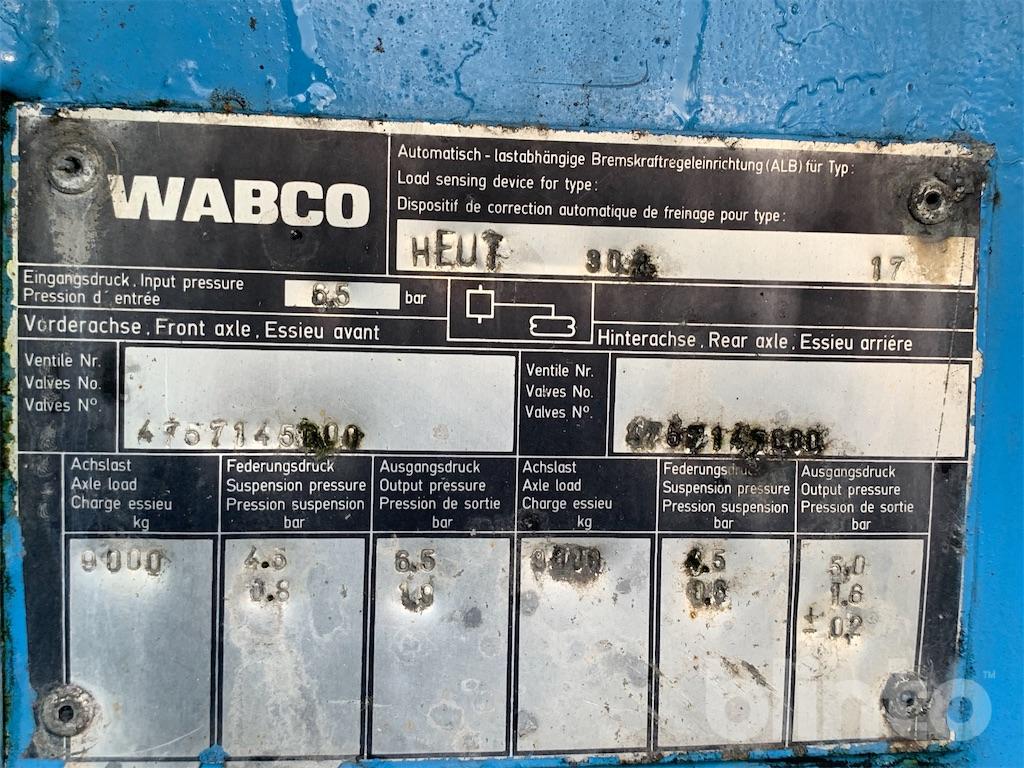 WABCO
Automatisch - lastabhängige Bremskraftregeleinrichtung (ALB) für Typ:
Load sensing device for type:
Dispositif de correction automatique de freinage pour type:
HEUT 17
Eingangsdruck, Input pressure
Pression d'entrée
6.5 bar
Vorderachse, Front axle, Essieu avant
Hinterachse, Rear axle, Essieu arriére
Ventile Nr.
Valves No.
Valves N°.
Ventile Nr.
Valves No.
Valves N°.
Achslast
Axle load
Charge essieu
kg
Federungsdruck
Suspension pressure
Pression suspension
bar
Ausgangsdruck
Output pressure
Pression de sortie
bar
Achslast
Axle load
Charge essieu
kg
Federungsdruck
Suspension pressure
Pression suspension
bar
Ausgangsdruck
Output pressure
Pression de sortie
bar
9000 4.5 6.5 4.5 5.0
0.8 0.8 1.6
± 0.2
blinto™